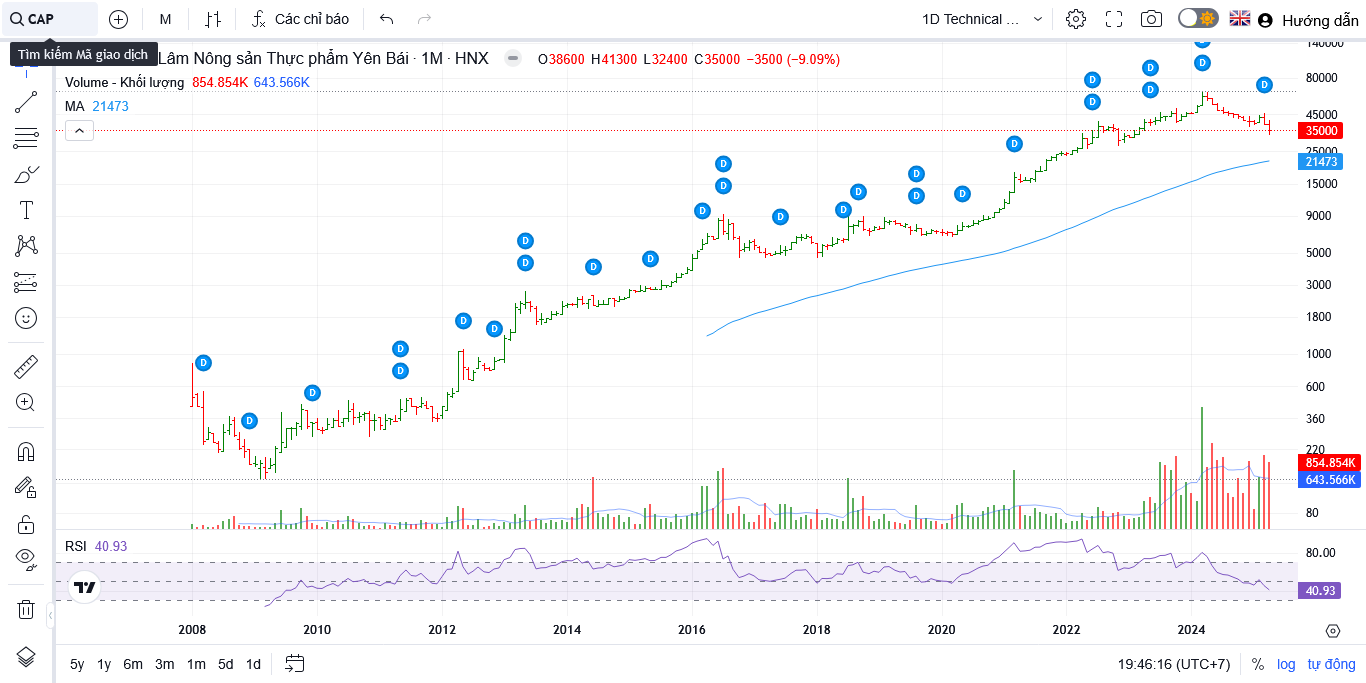 CAP
M
Các chỉ báo
1D Technical ...
Hướng dẫn
Tìm kiếm Mã giao dịch
Lâm Nông sản Thực phẩm Yên Bái · 1M · HNX
O38600 H41300 L32400 C35000 −3500 (−9.09%)
Volume - Khối lượng 854.854K 643.566K
MA 21473
140000
80000
45000
35000
25000
21473
15000
9000
5000
3000
1800
1000
600
360
220
854.854K
643.566K
80
D D D D D D D D D D D D D D D D D D D D D D D D D D D D
RSI 40.93
80.00
40.93
2008 2010 2012 2014 2016 2018 2020 2022 2024
5y 1y 6m 3m 1m 5d 1d
19:46:16 (UTC+7) % log tự động